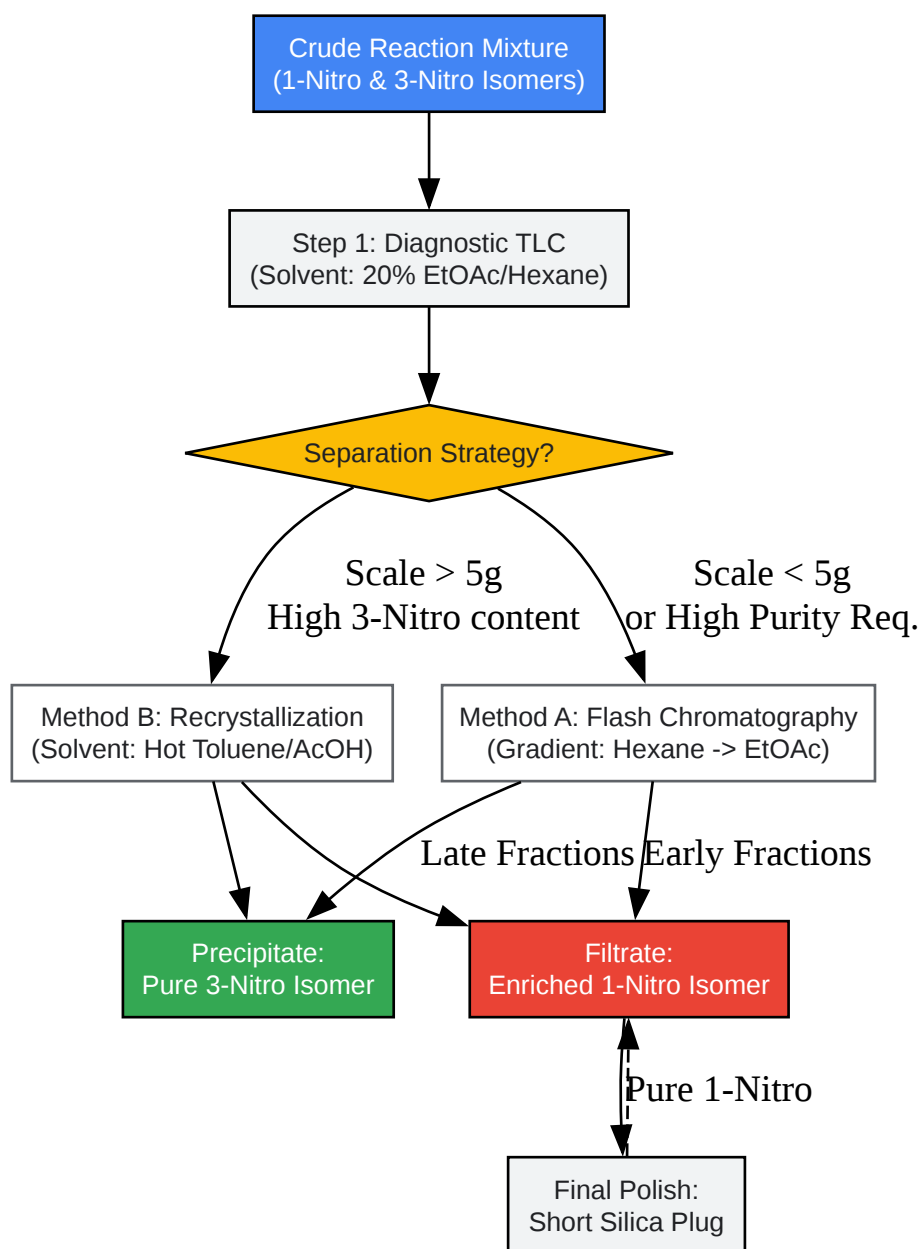 Crude Reaction Mixture
(1-Nitro & 3-Nitro Isomers)
Step 1: Diagnostic TLC
(Solvent: 20% EtOAc/Hexane)
Separation Strategy?
Scale > 5g
High 3-Nitro content
Scale < 5g
or High Purity Req.
Method B: Recrystallization
(Solvent: Hot Toluene/AcOH)
Method A: Flash Chromatography
(Gradient: Hexane -> EtOAc)
Late Fractions
Early Fractions
Precipitate:
Pure 3-Nitro Isomer
Filtrate:
Enriched 1-Nitro Isomer
Pure 1-Nitro
Final Polish:
Short Silica Plug